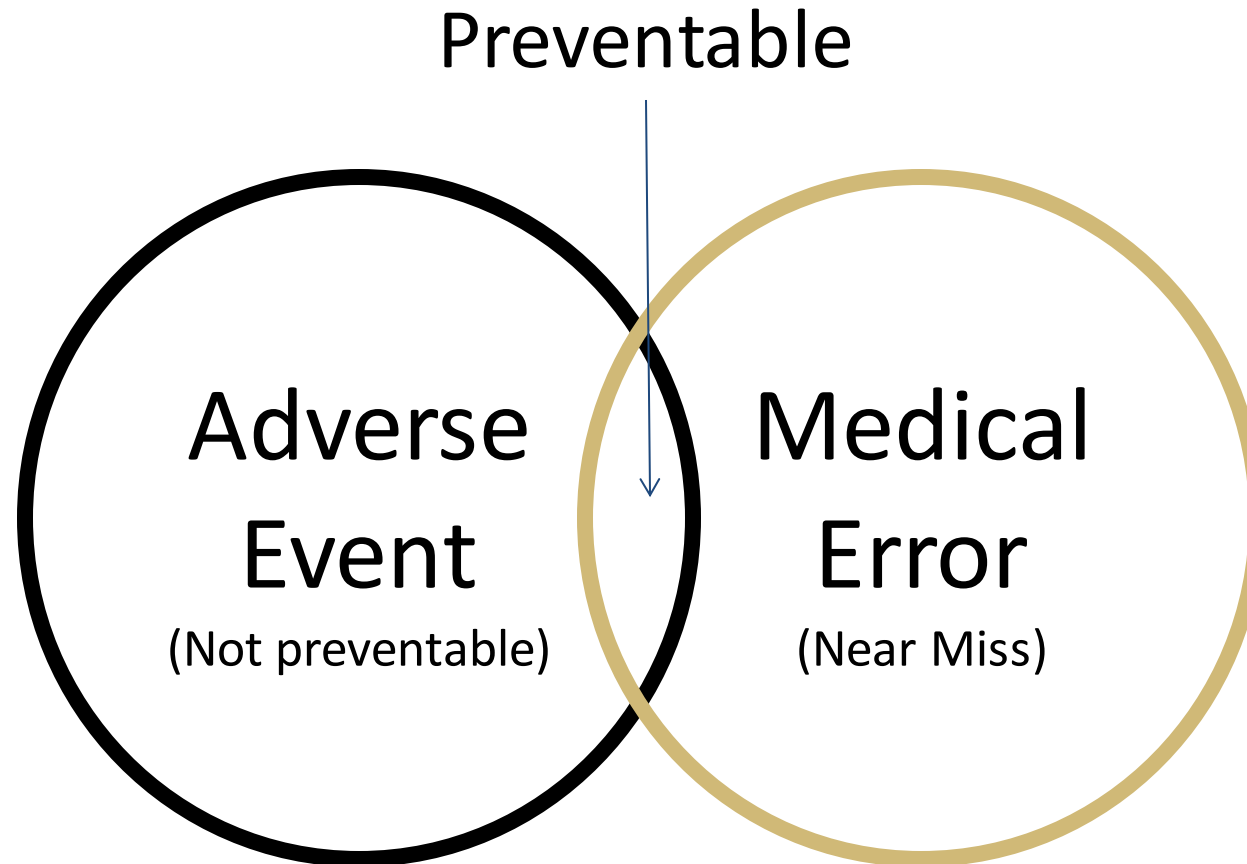 Preventable
Adverse
Event
(Not preventable)
Medical
Error
(Near Miss)